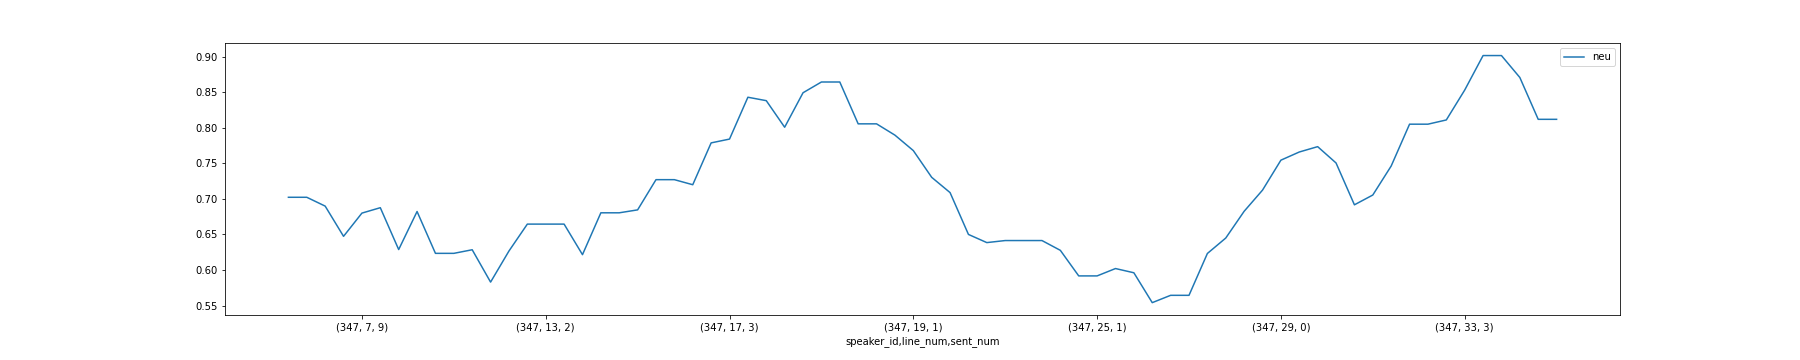 neu
0.90
0.85
0.80
0.75
0.70
0.65
0.60
0.55
(347, 7, 9) (347, 13, 2) (347, 17, 3) (347, 19, 1) (347, 25, 1) (347, 29, 0) (347, 33, 3)
speaker_id,line_num,sent_num